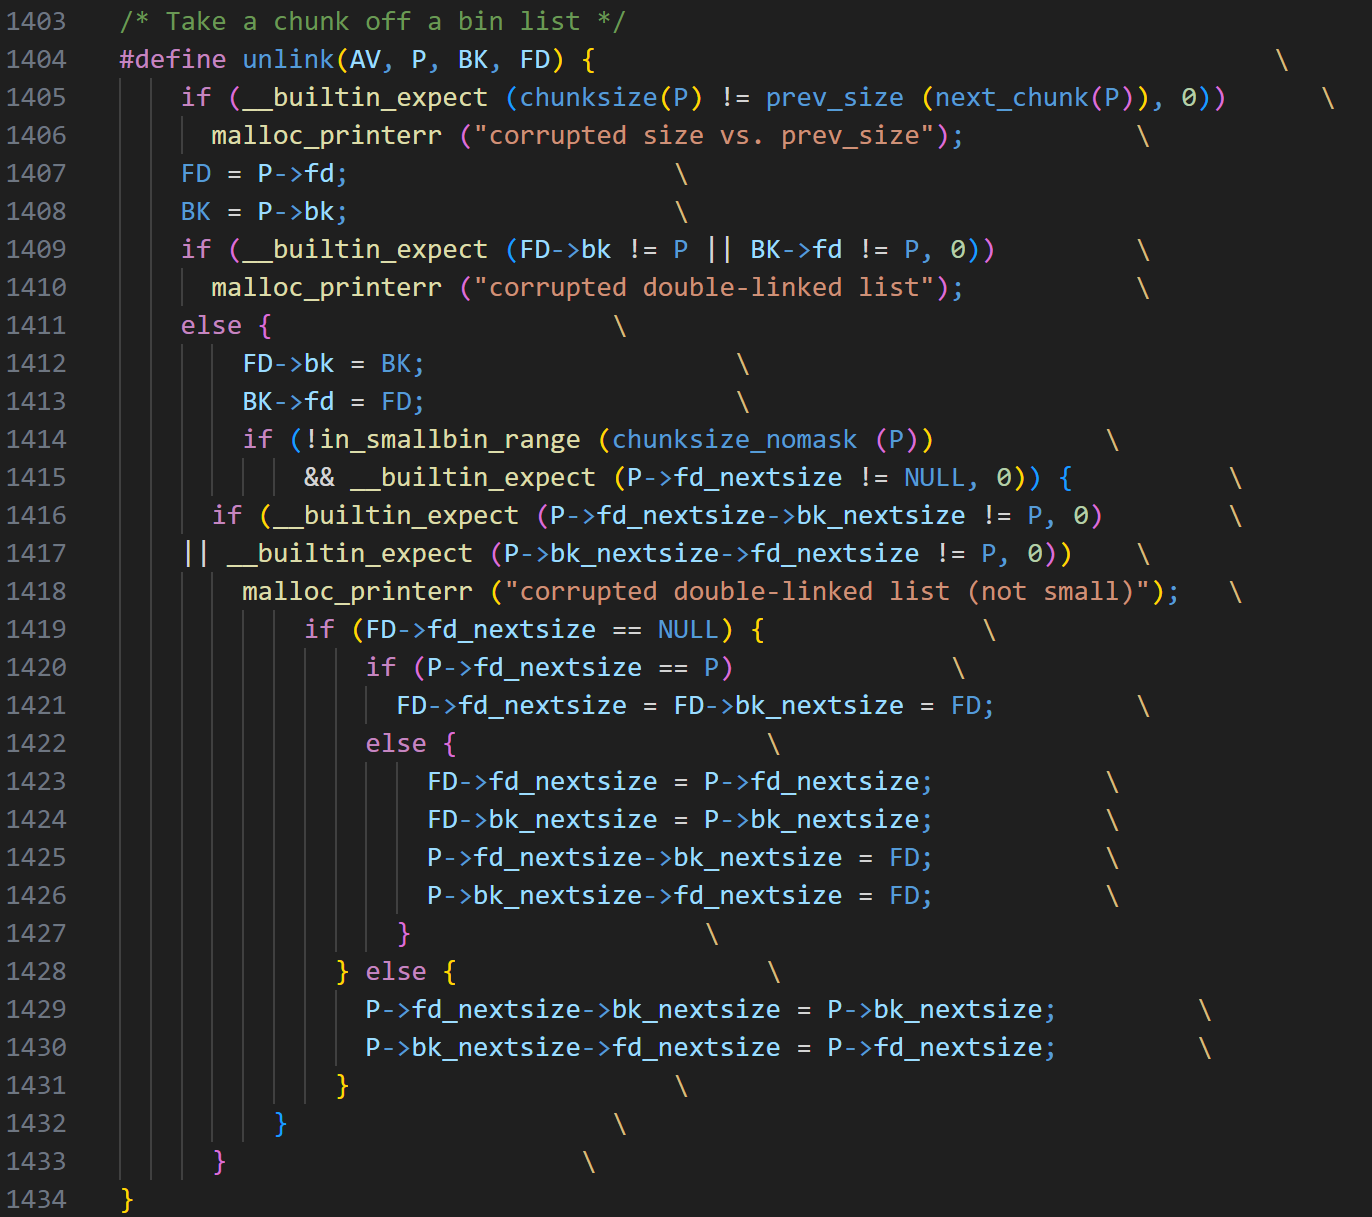 1403 /* Take a chunk off a bin list */
1404 #define unlink(AV, P, BK, FD) { \
1405 if (__builtin_expect (chunksize(P) != prev_size (next_chunk(P)), 0)) \
1406 malloc_printerr ("corrupted size vs. prev_size"); \
1407 FD = P->fd; \
1408 BK = P->bk; \
1409 if (__builtin_expect (FD->bk != P || BK->fd != P, 0)) \
1410 malloc_printerr ("corrupted double-linked list"); \
1411 else { \
1412 FD->bk = BK; \
1413 BK->fd = FD; \
1414 if (!in_smallbin_range (chunksize_nomask (P)) \
1415 && __builtin_expect (P->fd_nextsize != NULL, 0)) { \
1416 if (__builtin_expect (P->fd_nextsize->bk_nextsize != P, 0) \
1417 || __builtin_expect (P->bk_nextsize->fd_nextsize != P, 0)) \
1418 malloc_printerr ("corrupted double-linked list (not small)"); \
1419 if (FD->fd_nextsize == NULL) { \
1420 if (P->fd_nextsize == P) \
1421 FD->fd_nextsize = FD->bk_nextsize = FD; \
1422 else { \
1423 FD->fd_nextsize = P->fd_nextsize; \
1424 FD->bk_nextsize = P->bk_nextsize; \
1425 P->fd_nextsize->bk_nextsize = FD; \
1426 P->bk_nextsize->fd_nextsize = FD; \
1427 } \
1428 } else { \
1429 P->fd_nextsize->bk_nextsize = P->bk_nextsize; \
1430 P->bk_nextsize->fd_nextsize = P->fd_nextsize; \
1431 } \
1432 } \
1433 } \
1434 }